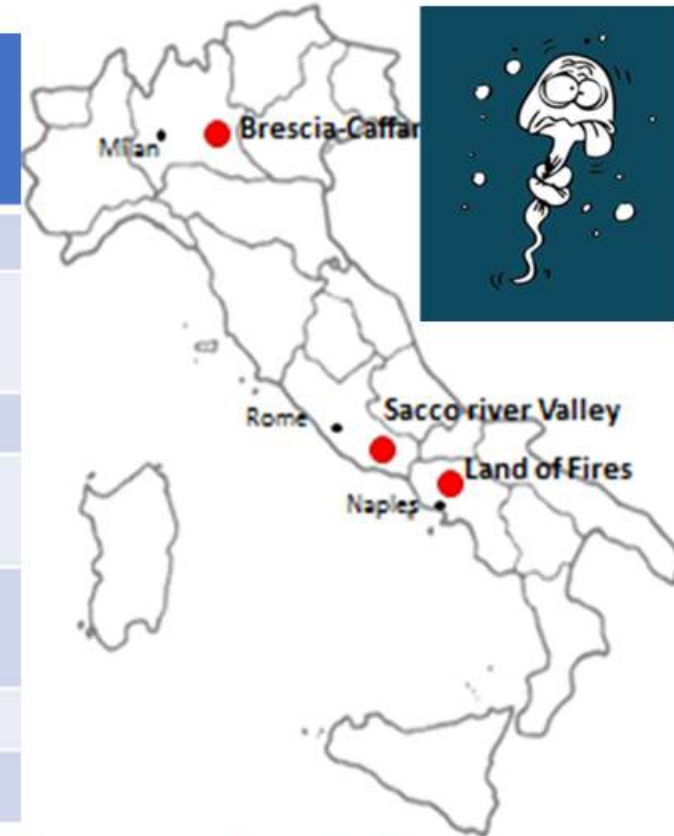 Milan
Brescia-Caffar
Rome
Sacco river Valley
Land of Fires
Naples